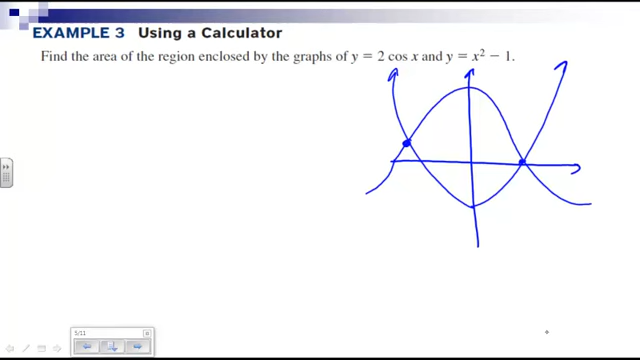 EXAMPLE 3 Using a Calculator
Find the area of the region enclosed by the graphs of y = 2 cos x and y = x² − 1.
5/11